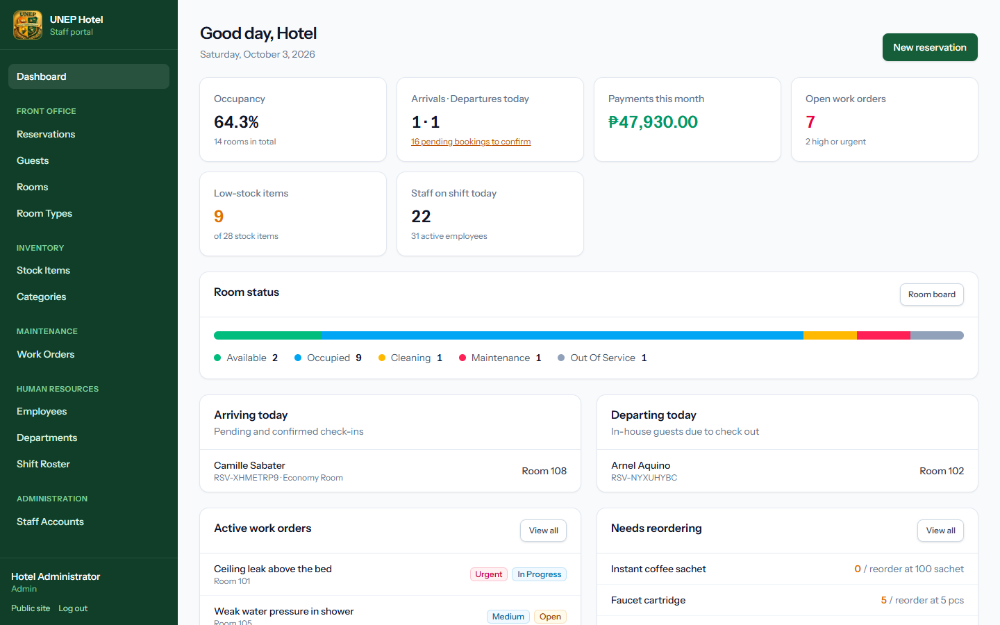 UNEP
UNEP Hotel
Staff portal
Dashboard
FRONT OFFICE
Reservations
Guests
Rooms
Room Types
INVENTORY
Stock Items
Categories
MAINTENANCE
Work Orders
HUMAN RESOURCES
Employees
Departments
Shift Roster
ADMINISTRATION
Staff Accounts
Hotel Administrator
Admin
Public site Log out
Good day, Hotel
Saturday, October 3, 2026
New reservation
Occupancy
64.3%
14 rooms in total
Arrivals · Departures today
1 · 1
16 pending bookings to confirm
Payments this month
₱47,930.00
Open work orders
7
2 high or urgent
Low-stock items
9
of 28 stock items
Staff on shift today
22
31 active employees
Room status
Room board
Available 2 Occupied 9 Cleaning 1 Maintenance 1 Out Of Service 1
Arriving today
Pending and confirmed check-ins
Camille Sabater
RSV-XHMETRP9 · Economy Room
Room 108
Departing today
In-house guests due to check out
Arnel Aquino
RSV-NYXUHYBC
Room 102
Active work orders
View all
Ceiling leak above the bed
Room 101
Urgent In Progress
Weak water pressure in shower
Room 105
Medium Open
Needs reordering
View all
Instant coffee sachet
0 / reorder at 100 sachet
Faucet cartridge
5 / reorder at 5 pcs